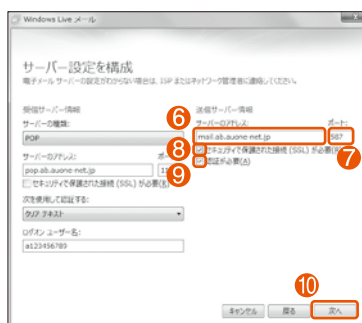 Windows Live メール
サーバー設定を構成
電子メール サーバーの設定がわからない場合は、ISP またはネットワーク管理者に連絡してください。
受信サーバー情報
サーバーの種類:
POP
サーバーのアドレス:
pop.ab.auone-net.jp
セキュリティで保護された接続 (SSL) が必要(R)
次を使用して認証する:
クリア テキスト
ログオン ユーザー名:
a123456789
送信サーバー情報
⑥
サーバーのアドレス:
ポート:
mail.ab.auone-net.jp
587
⑦
⑧
セキュリティで保護された接続 (SSL) が必要
⑨
認証が必要(A)
⑩
キャンセル
戻る
次へ